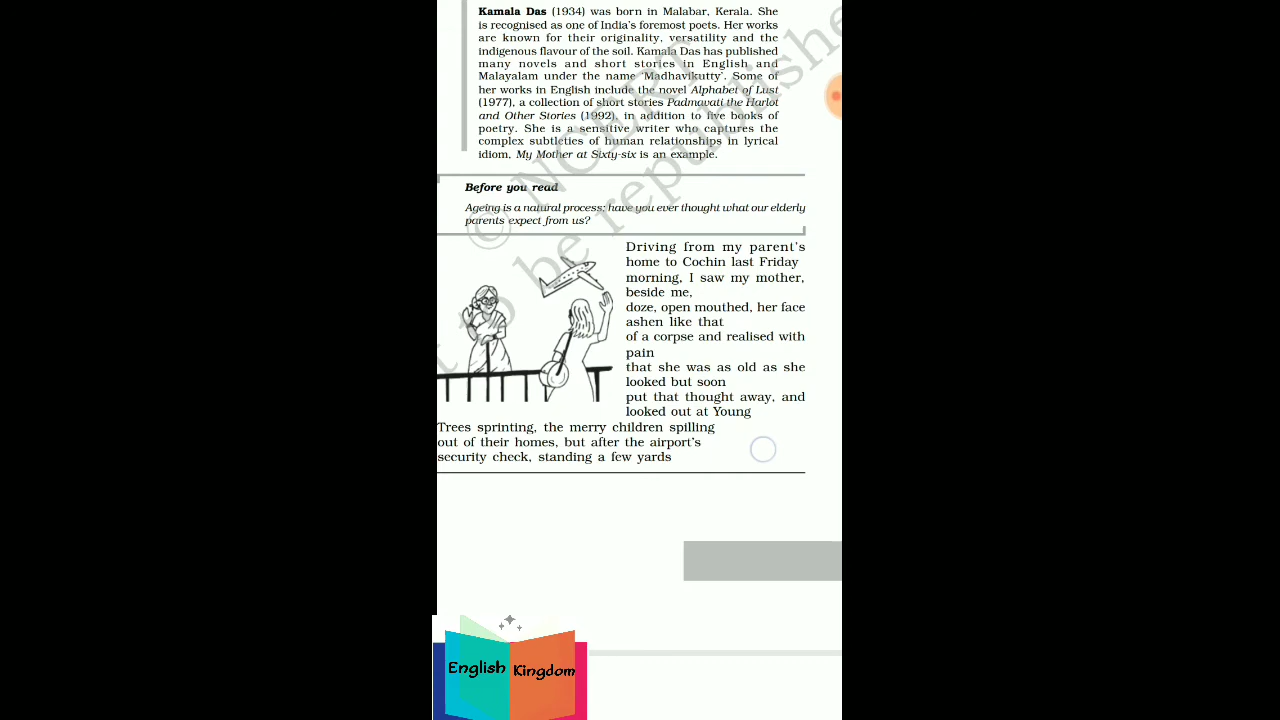 Kamala Das (1934) was born in Malabar, Kerala. She
is recognised as one of India's foremost poets. Her works
are known for their originality, versatility and the
indigenous flavour of the soil. Kamala Das has published
many novels and short stories in English and
Malayalam under the name 'Madhavikutty'. Some of
her works in English include the novel Alphabet of Lust
(1977), a collection of short stories Padmavati the Harlot
and Other Stories (1992), in addition to five books of
poetry. She is a sensitive writer who captures the
complex subtleties of human relationships in lyrical
idiom, My Mother at Sixty-six is an example.
Before you read
Ageing is a natural process; have you ever thought what our elderly
parents expect from us?
Driving from my parent's
home to Cochin last Friday
morning, I saw my mother,
beside me,
doze, open mouthed, her face
ashen like that
of a corpse and realised with
pain
that she was as old as she
looked but soon
put that thought away, and
looked out at Young
Trees sprinting, the merry children spilling
out of their homes, but after the airport's
security check, standing a few yards
© NCERT
be republishe
English Kingdom